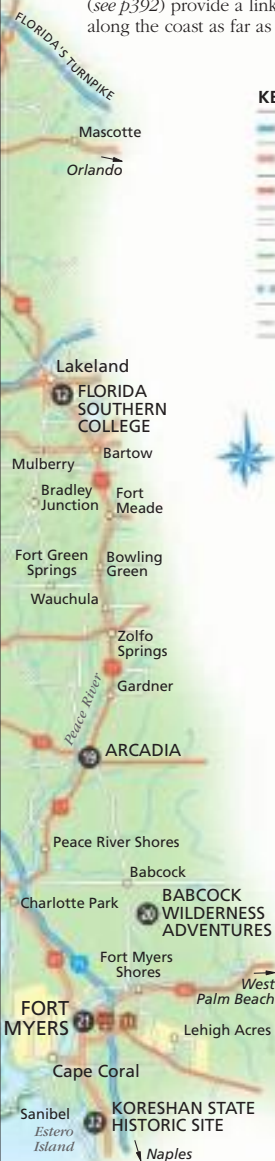 (see p392) provide a link
along the coast as far as
FLORIDA'S TURNPIKE
Mascotte
Orlando
Lakeland
12 FLORIDA
SOUTHERN
COLLEGE
Bartow
Mulberry
Bradley
Junction
Fort
Meade
Fort Green
Springs
Bowling
Green
Wauchula
Zolfo
Springs
Gardner
Peace River
19 ARCADIA
Peace River Shores
Babcock
Charlotte Park
20 BABCOCK
WILDERNESS
ADVENTURES
Fort Myers
Shores
West
Palm Beach
FORT
MYERS 21
Lehigh Acres
Cape Coral
Sanibel
Estero
Island
KORESHAN STATE
HISTORIC SITE
Naples